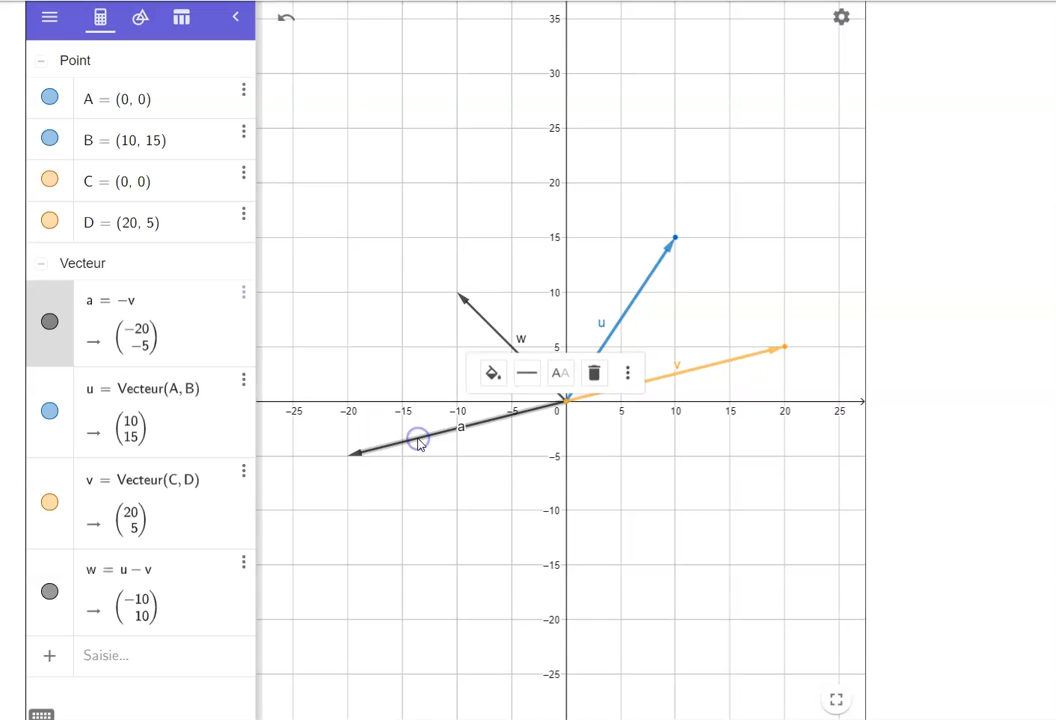 Point
A = (0, 0)
B = (10, 15)
C = (0, 0)
D = (20, 5)
Vecteur
a = −v
→ (−20
−5)
u = Vecteur(A, B)
→ (10
15)
v = Vecteur(C, D)
→ (20
5)
w = u − v
→ (−10
10)
+ Saisie...
35
30
25
20
15
10
5
u
v
w
AA
a
−25 −20 −15 −10 −5 0 5 10 15 20 25
−5
−10
−15
−20
−25